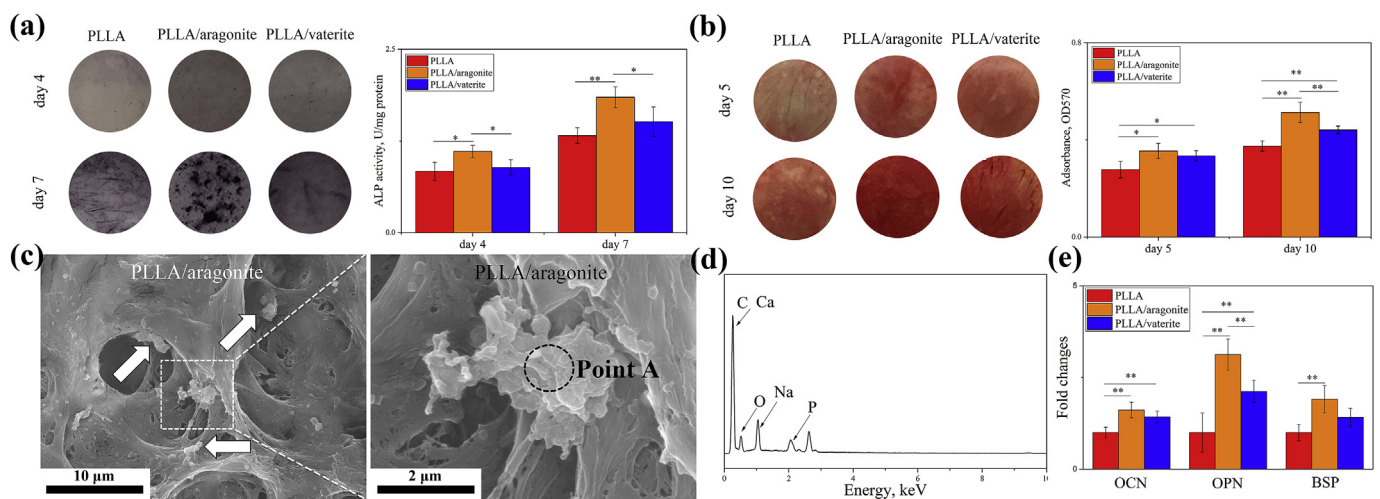 (a)
PLLA PLLA/aragonite PLLA/vaterite
day 4
day 7
2.5
0.0
ALP activity, U/mg protein
PLLA
PLLA/aragonite
PLLA/vaterite
* *
** *
day 4 day 7
(b)
PLLA PLLA/aragonite PLLA/vaterite
day 5
day 10
0.8
0.0
Adsorbance, OD570
PLLA
PLLA/aragonite
PLLA/vaterite
*
*
**
** **
day 5 day 10
(c)
PLLA/aragonite
10 μm
PLLA/aragonite
Point A
2 μm
(d)
C Ca
O
Na
P
0 2 4 6 8 10
Energy, keV
(e)
5
0
Fold changes
PLLA
PLLA/aragonite
PLLA/vaterite
**
**
**
** **
**
OCN OPN BSP